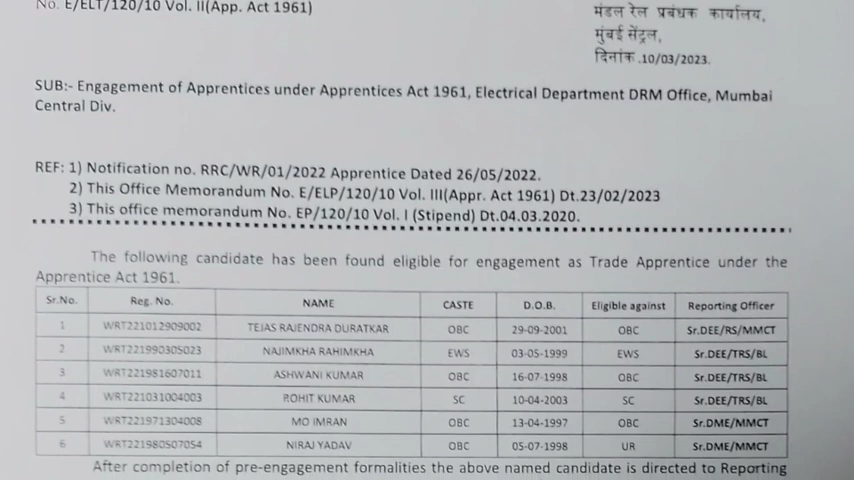 No. E/ELT/120/10 Vol. II(App. Act 1961)
मंडल रेल प्रबंधक कार्यालय,
मुंबई सेंट्रल,
दिनांक.10/03/2023.
SUB:- Engagement of Apprentices under Apprentices Act 1961, Electrical Department DRM Office, Mumbai
Central Div.
REF: 1) Notification no. RRC/WR/01/2022 Apprentice Dated 26/05/2022.
2) This Office Memorandum No. E/ELP/120/10 Vol. III(Appr. Act 1961) Dt.23/02/2023
3) This office memorandum No. EP/120/10 Vol. I (Stipend) Dt.04.03.2020.
The following candidate has been found eligible for engagement as Trade Apprentice under the
Apprentice Act 1961.
Sr.No. Reg. No. NAME CASTE D.O.B. Eligible against Reporting Officer
1 WRT221012909002 TEJAS RAJENDRA DURATKAR OBC 29-09-2001 OBC Sr.DEE/RS/MMCT
2 WRT221990305023 NAJIMKHA RAHIMKHA EWS 03-05-1999 EWS Sr.DEE/TRS/BL
3 WRT221981607011 ASHWANI KUMAR OBC 16-07-1998 OBC Sr.DEE/TRS/BL
4 WRT221031004003 ROHIT KUMAR SC 10-04-2003 SC Sr.DEE/TRS/BL
5 WRT221971304008 MO IMRAN OBC 13-04-1997 OBC Sr.DME/MMCT
6 WRT221980507054 NIRAJ YADAV OBC 05-07-1998 UR Sr.DME/MMCT
After completion of pre-engagement formalities the above named candidate is directed to Reporting